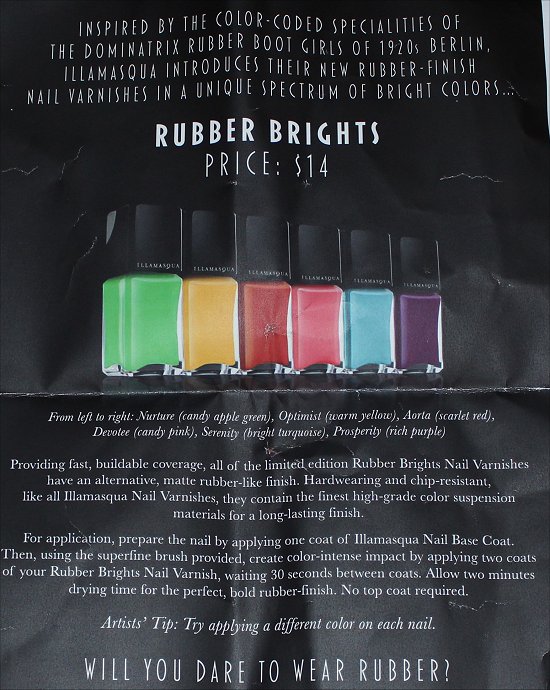 INSPIRED BY THE COLOR-CODED SPECIALITIES OF
THE DOMINATRIX RUBBER BOOT GIRLS OF 1920s BERLIN,
ILLAMASQUA INTRODUCES THEIR NEW RUBBER-FINISH
NAIL VARNISHES IN A UNIQUE SPECTRUM OF BRIGHT COLORS...
RUBBER BRIGHTS
PRICE: $14
ILLAMASQUA ILLAMASQUA ILLAMASQUA ILLAMASQUA ILLAMASQUA ILLAMASQUA
From left to right: Nurture (candy apple green), Optimist (warm yellow), Aorta (scarlet red),
Devotee (candy pink), Serenity (bright turquoise), Prosperity (rich purple)
Providing fast, buildable coverage, all of the limited edition Rubber Brights Nail Varnishes
have an alternative, matte rubber-like finish. Hardwearing and chip-resistant,
like all Illamasqua Nail Varnishes, they contain the finest high-grade color suspension
materials for a long-lasting finish.
For application, prepare the nail by applying one coat of Illamasqua Nail Base Coat.
Then, using the superfine brush provided, create color-intense impact by applying two coats
of your Rubber Brights Nail Varnish, waiting 30 seconds between coats. Allow two minutes
drying time for the perfect, bold rubber-finish. No top coat required.
Artists' Tip: Try applying a different color on each nail.
WILL YOU DARE TO WEAR RUBBER?